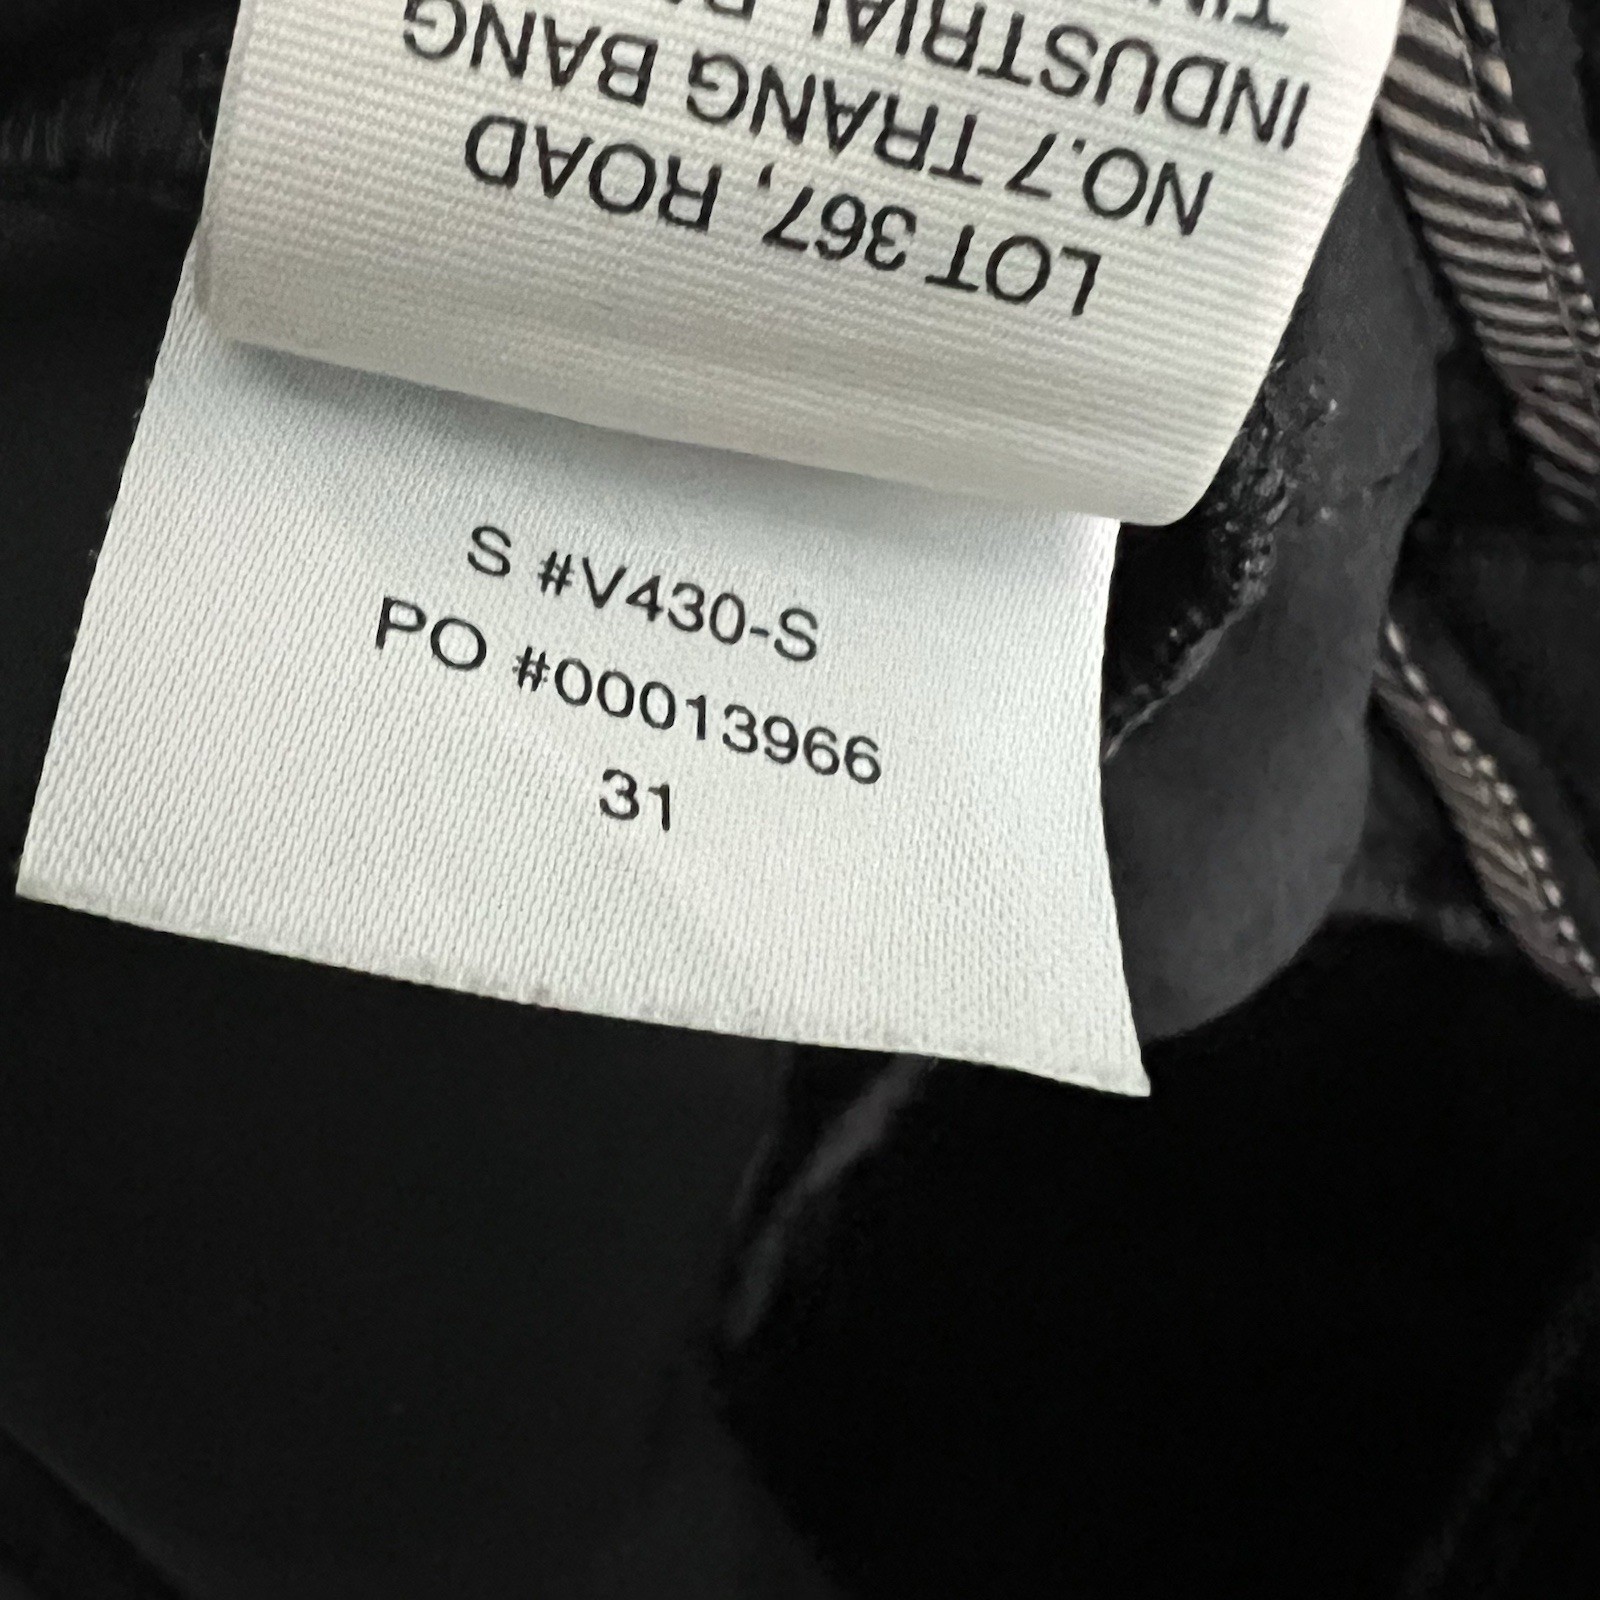 LOT 367, ROAD
NO.7 TRANG BANG
INDUSTRIAL
S #V430-S
PO #00013966
31